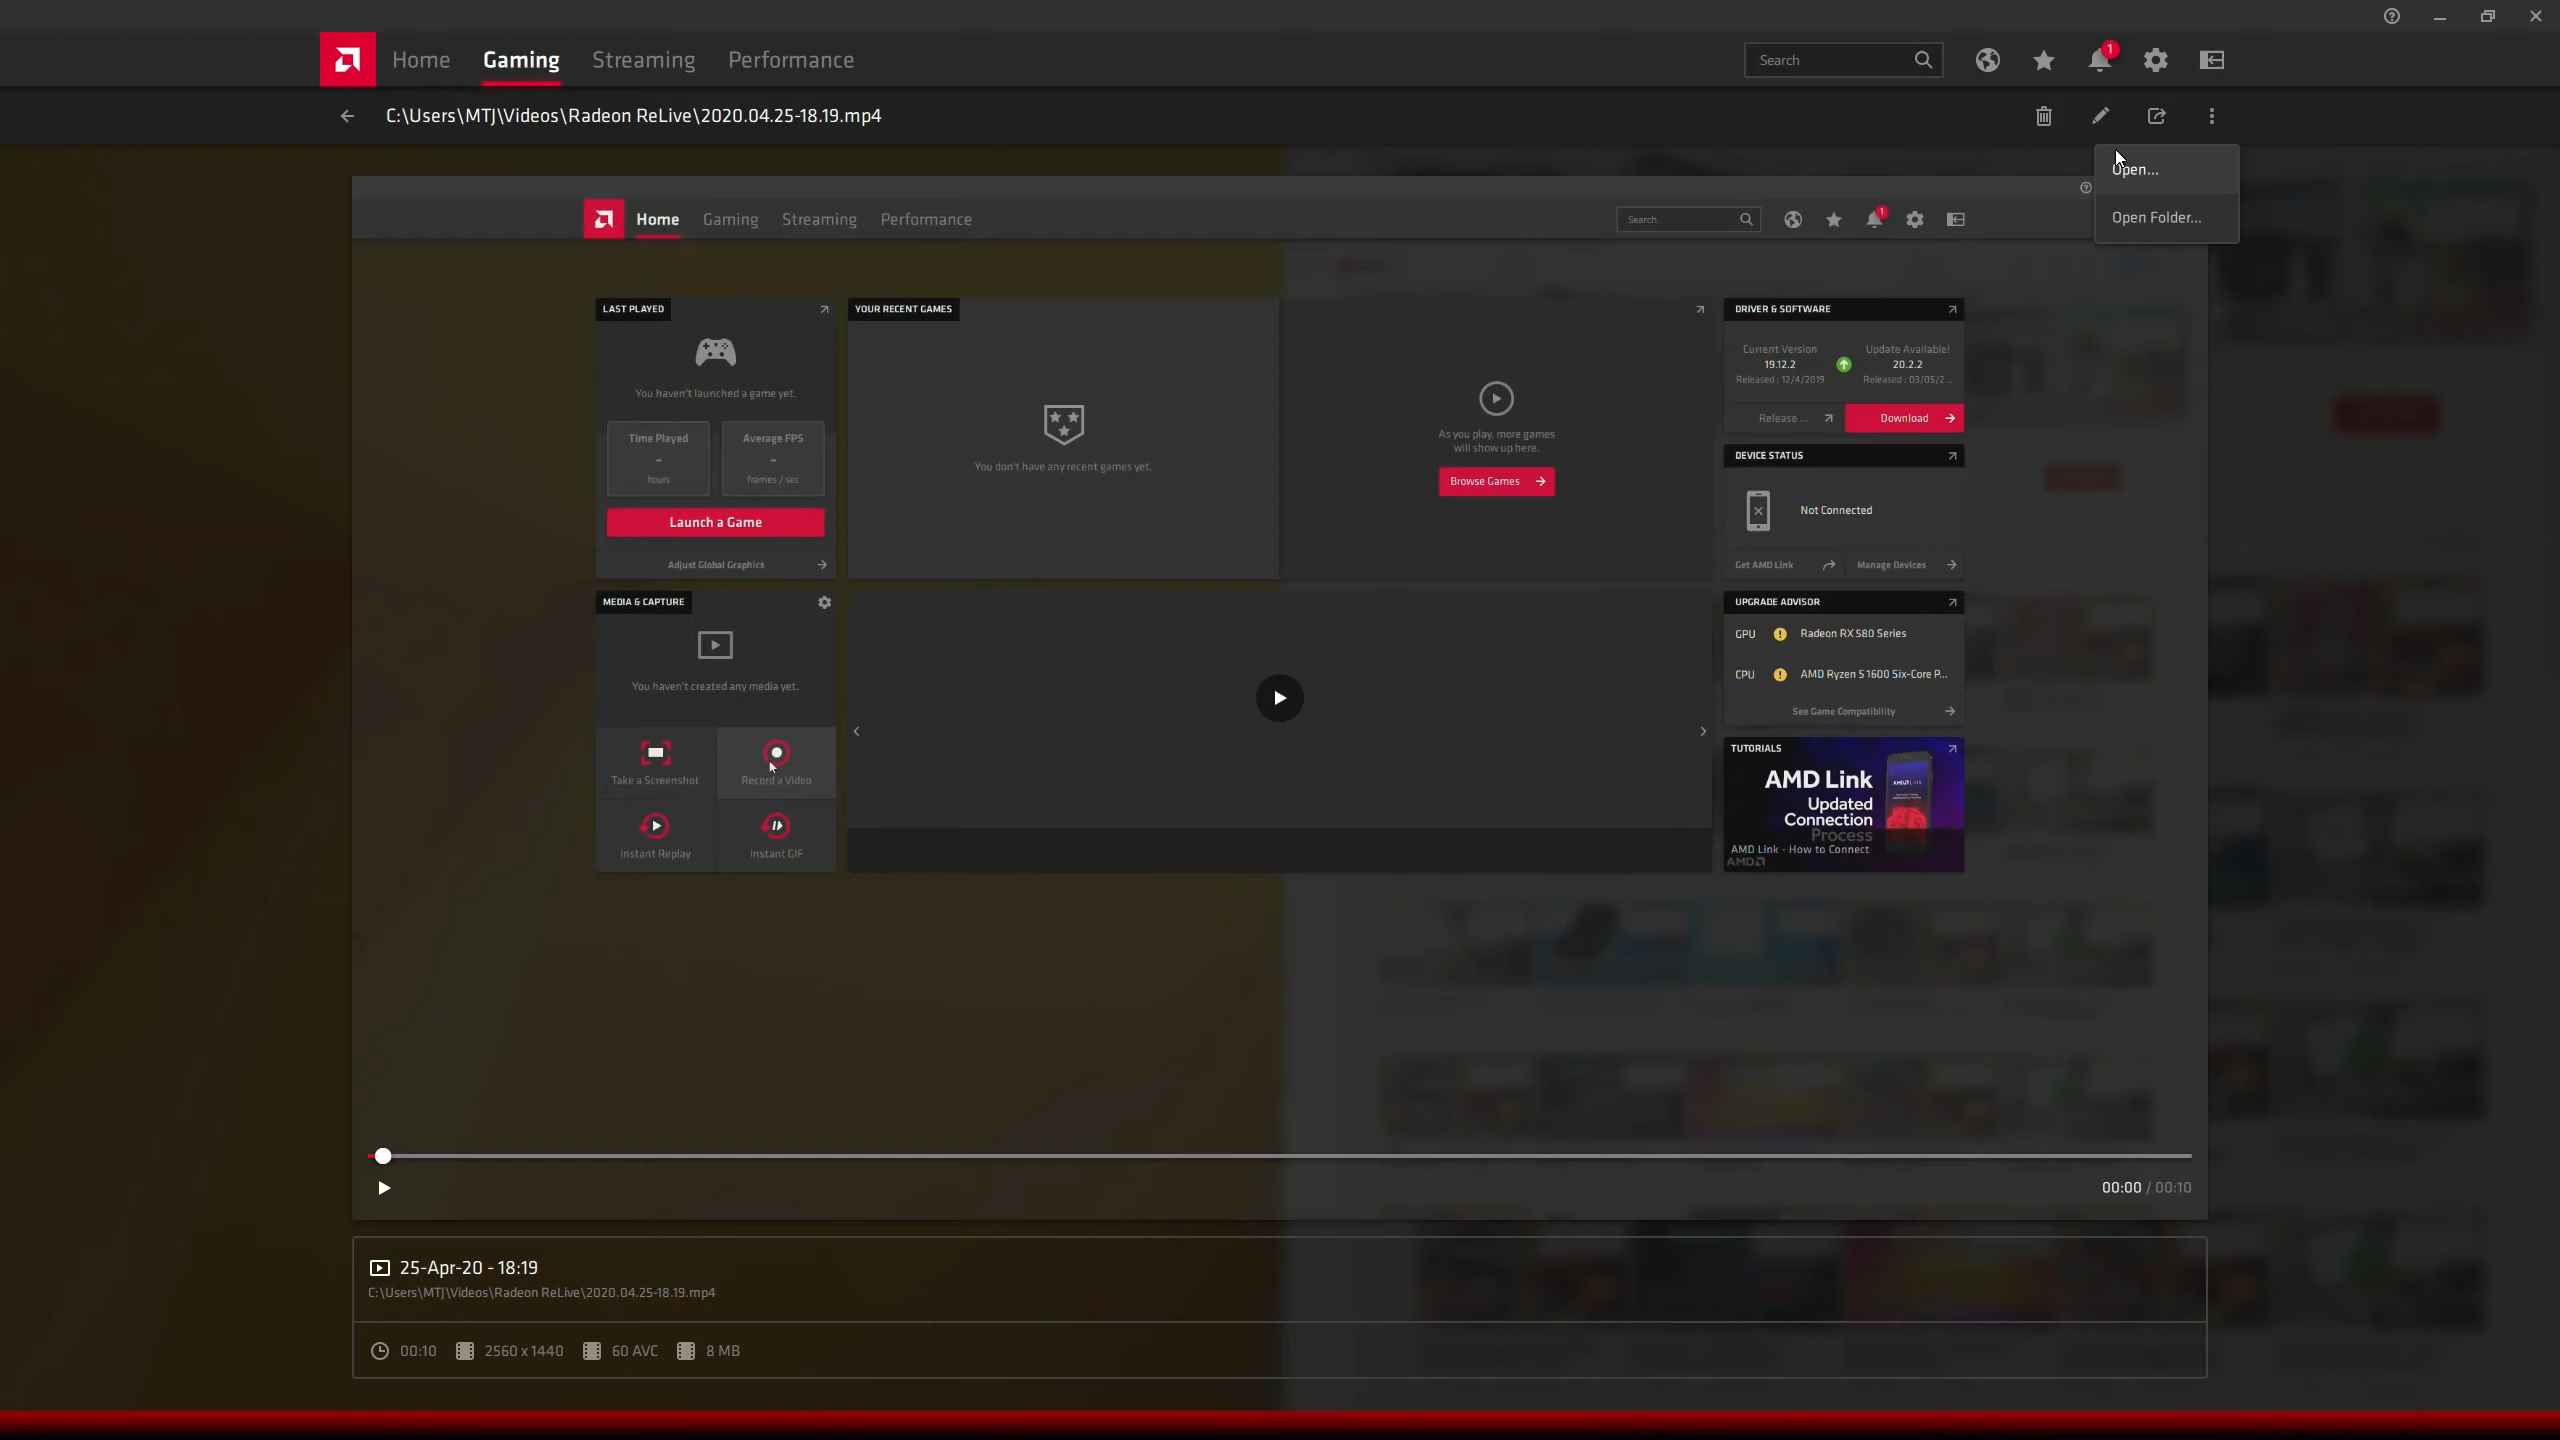 Home
Gaming
Streaming
Performance
Search
1
C:\Users\MTJ\Videos\Radeon ReLive\2020.04.25-18.19.mp4
Open...
Open Folder...
Home
Gaming
Streaming
Performance
Search
1
LAST PLAYED
You haven't launched a game yet.
Time Played
-
hours
Average FPS
-
frames / sec
Launch a Game
Adjust Global Graphics
YOUR RECENT GAMES
You don't have any recent games yet.
As you play, more games
will show up here.
Browse Games
DRIVER & SOFTWARE
Current Version
19.12.2
Released : 12/4/2019
Update Available!
20.2.2
Released : 03/05/2...
Release ...
Download
DEVICE STATUS
Not Connected
Get AMD Link
Manage Devices
MEDIA & CAPTURE
You haven't created any media yet.
Take a Screenshot
Record a Video
Instant Replay
Instant GIF
UPGRADE ADVISOR
GPU
Radeon RX 580 Series
CPU
AMD Ryzen 5 1600 Six-Core P...
See Game Compatibility
TUTORIALS
AMD Link
Updated
Connection
Process
AMD Link - How to Connect
AMD
00:00 / 00:10
25-Apr-20 - 18:19
C:\Users\MTJ\Videos\Radeon ReLive\2020.04.25-18.19.mp4
00:10
2560 x 1440
60 AVC
8 MB